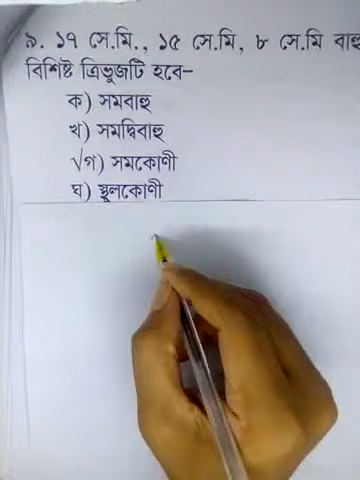 ৯. ১৭ সে.মি., ১৫ সে.মি, ৮ সে.মি বাহু
বিশিষ্ট ত্রিভুজটি হবে-
ক) সমবাহু
খ) সমদ্বিবাহু
√গ) সমকোণী
ঘ) স্থূলকোণী